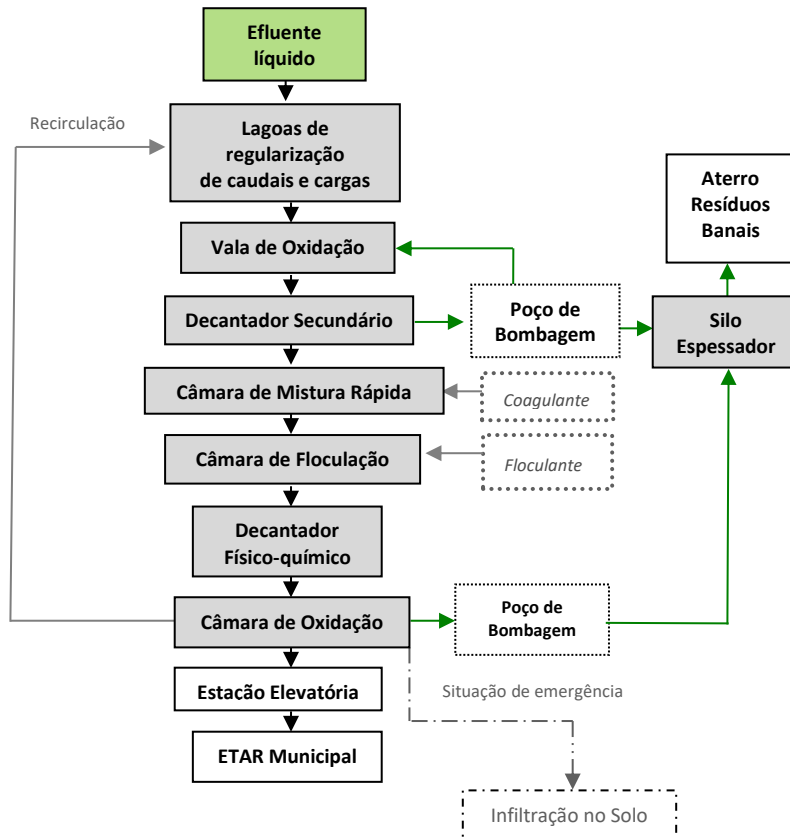 Efluente
líquido
Recirculação
Lagoas de
regularização
de caudais e cargas
Aterro
Resíduos
Banais
Vala de Oxidação
Decantador Secundário
Poço de
Bombagem
Silo
Espessador
Câmara de Mistura Rápida
Coagulante
Câmara de Floculação
Floculante
Decantador
Físico-químico
Câmara de Oxidação
Poço de
Bombagem
Estação Elevatória
Situação de emergência
ETAR Municipal
Infiltração no Solo